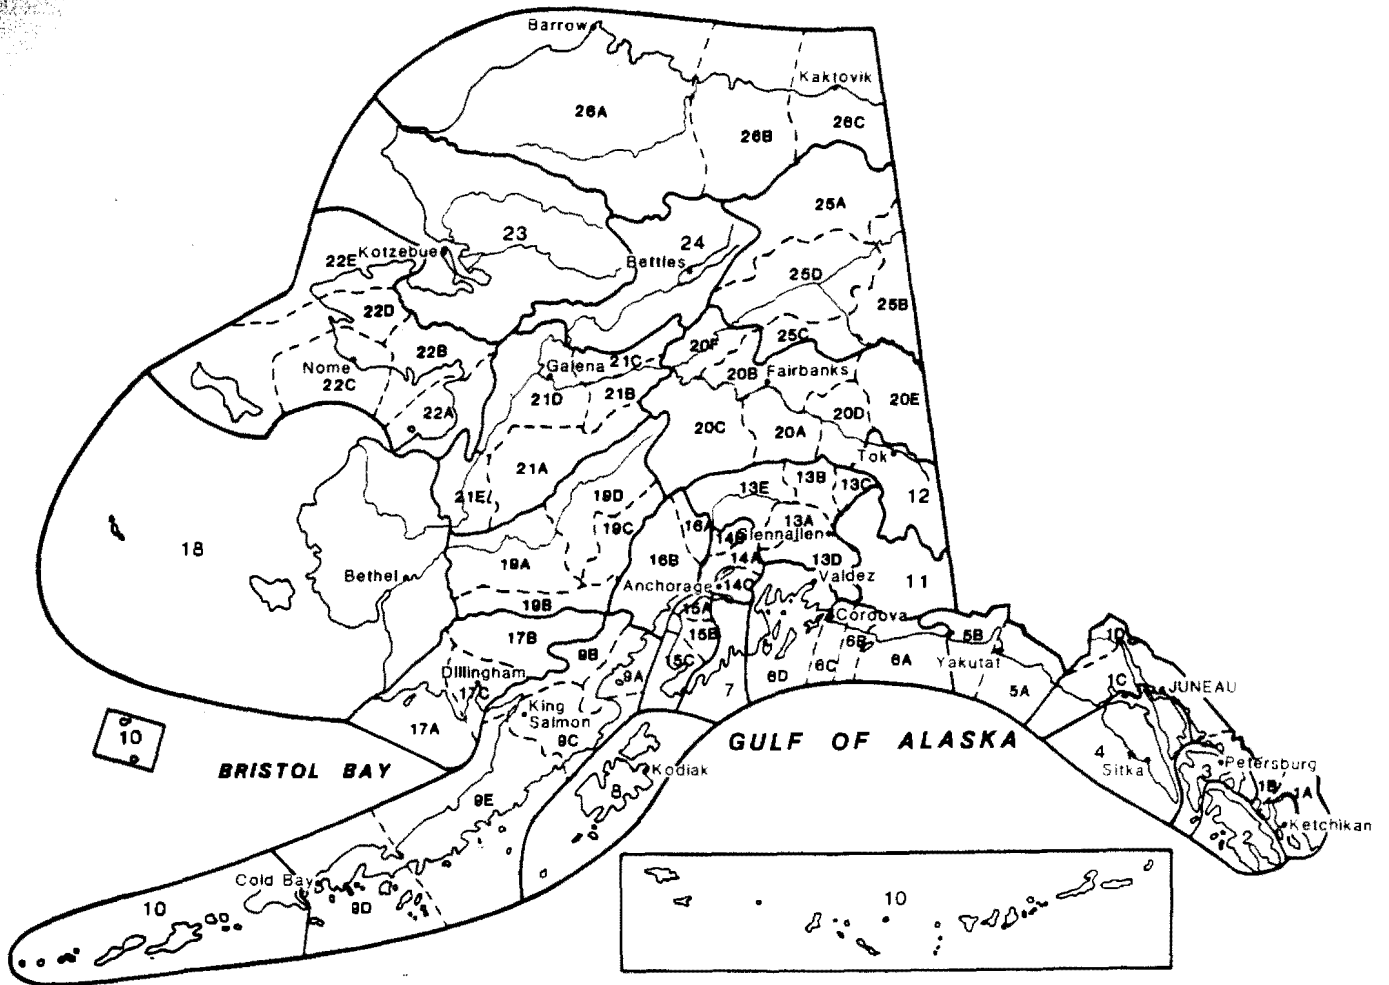 Barrow
Kaktovik
26A
26B
26C
25A
23
24
Kotzebue
22E
Bettles
25D
22D
25B
25C
20F
22B
Galena
21C
Nome
22C
20B
Fairbanks
21D
21B
20E
22A
20D
20C
20A
Tok
21A
13B
13E
13C
21E
19D
12
16A
19C
13A
14B
Glennallen
18
16B
14A
13D
19A
Bethel
Anchorage
14C
Valdez
11
19B
15A
Cordova
17B
15B
6B
5B
1D
9B
15C
6C
6A
Yakutat
Dillingham
17C
9A
7
6D
5A
1C
JUNEAU
King
Salmon
17A
9C
10
GULF OF ALASKA
BRISTOL BAY
4
Sitka
Kodiak
3
Petersburg
8
9E
1B
1A
Ketchikan
2
Cold Bay
10
9D
10